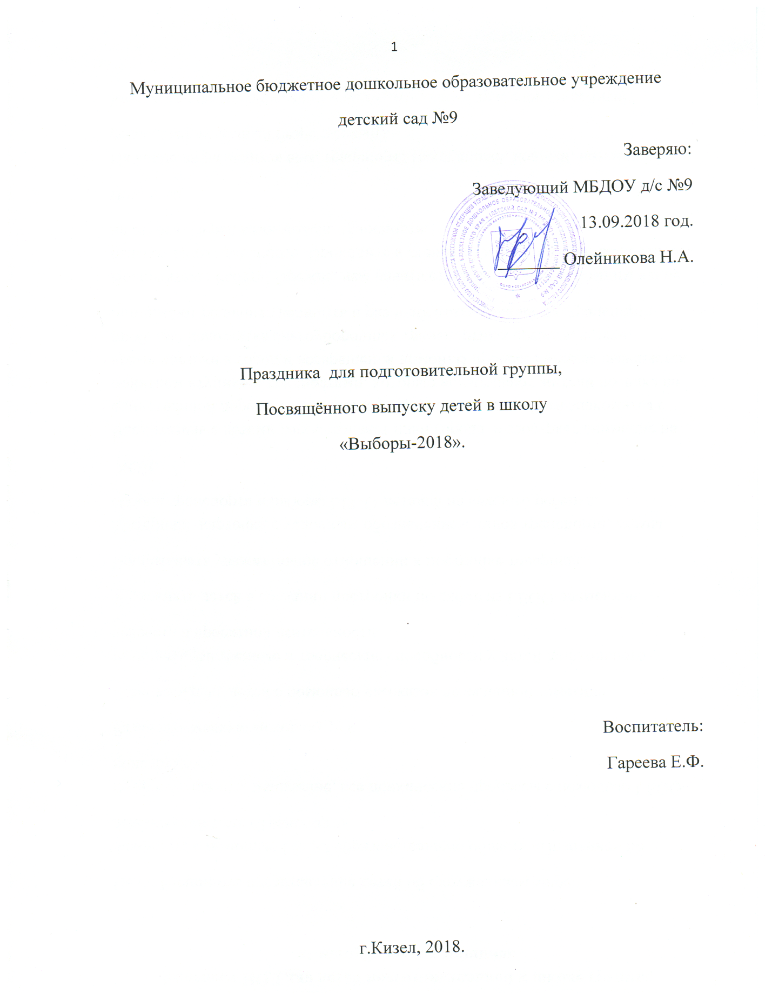 1
Муниципальное бюджетное дошкольное образовательное учреждение
детский сад №9
Заверяю:
Заведующий МБДОУ д/с №9
13.09.2018 год.
_______ Олейникова Н.А.
Праздника  для подготовительной группы,
Посвящённого выпуску детей в школу
«Выборы-2018».
Воспитатель:
Гареева Е.Ф.
г.Кизел, 2018.